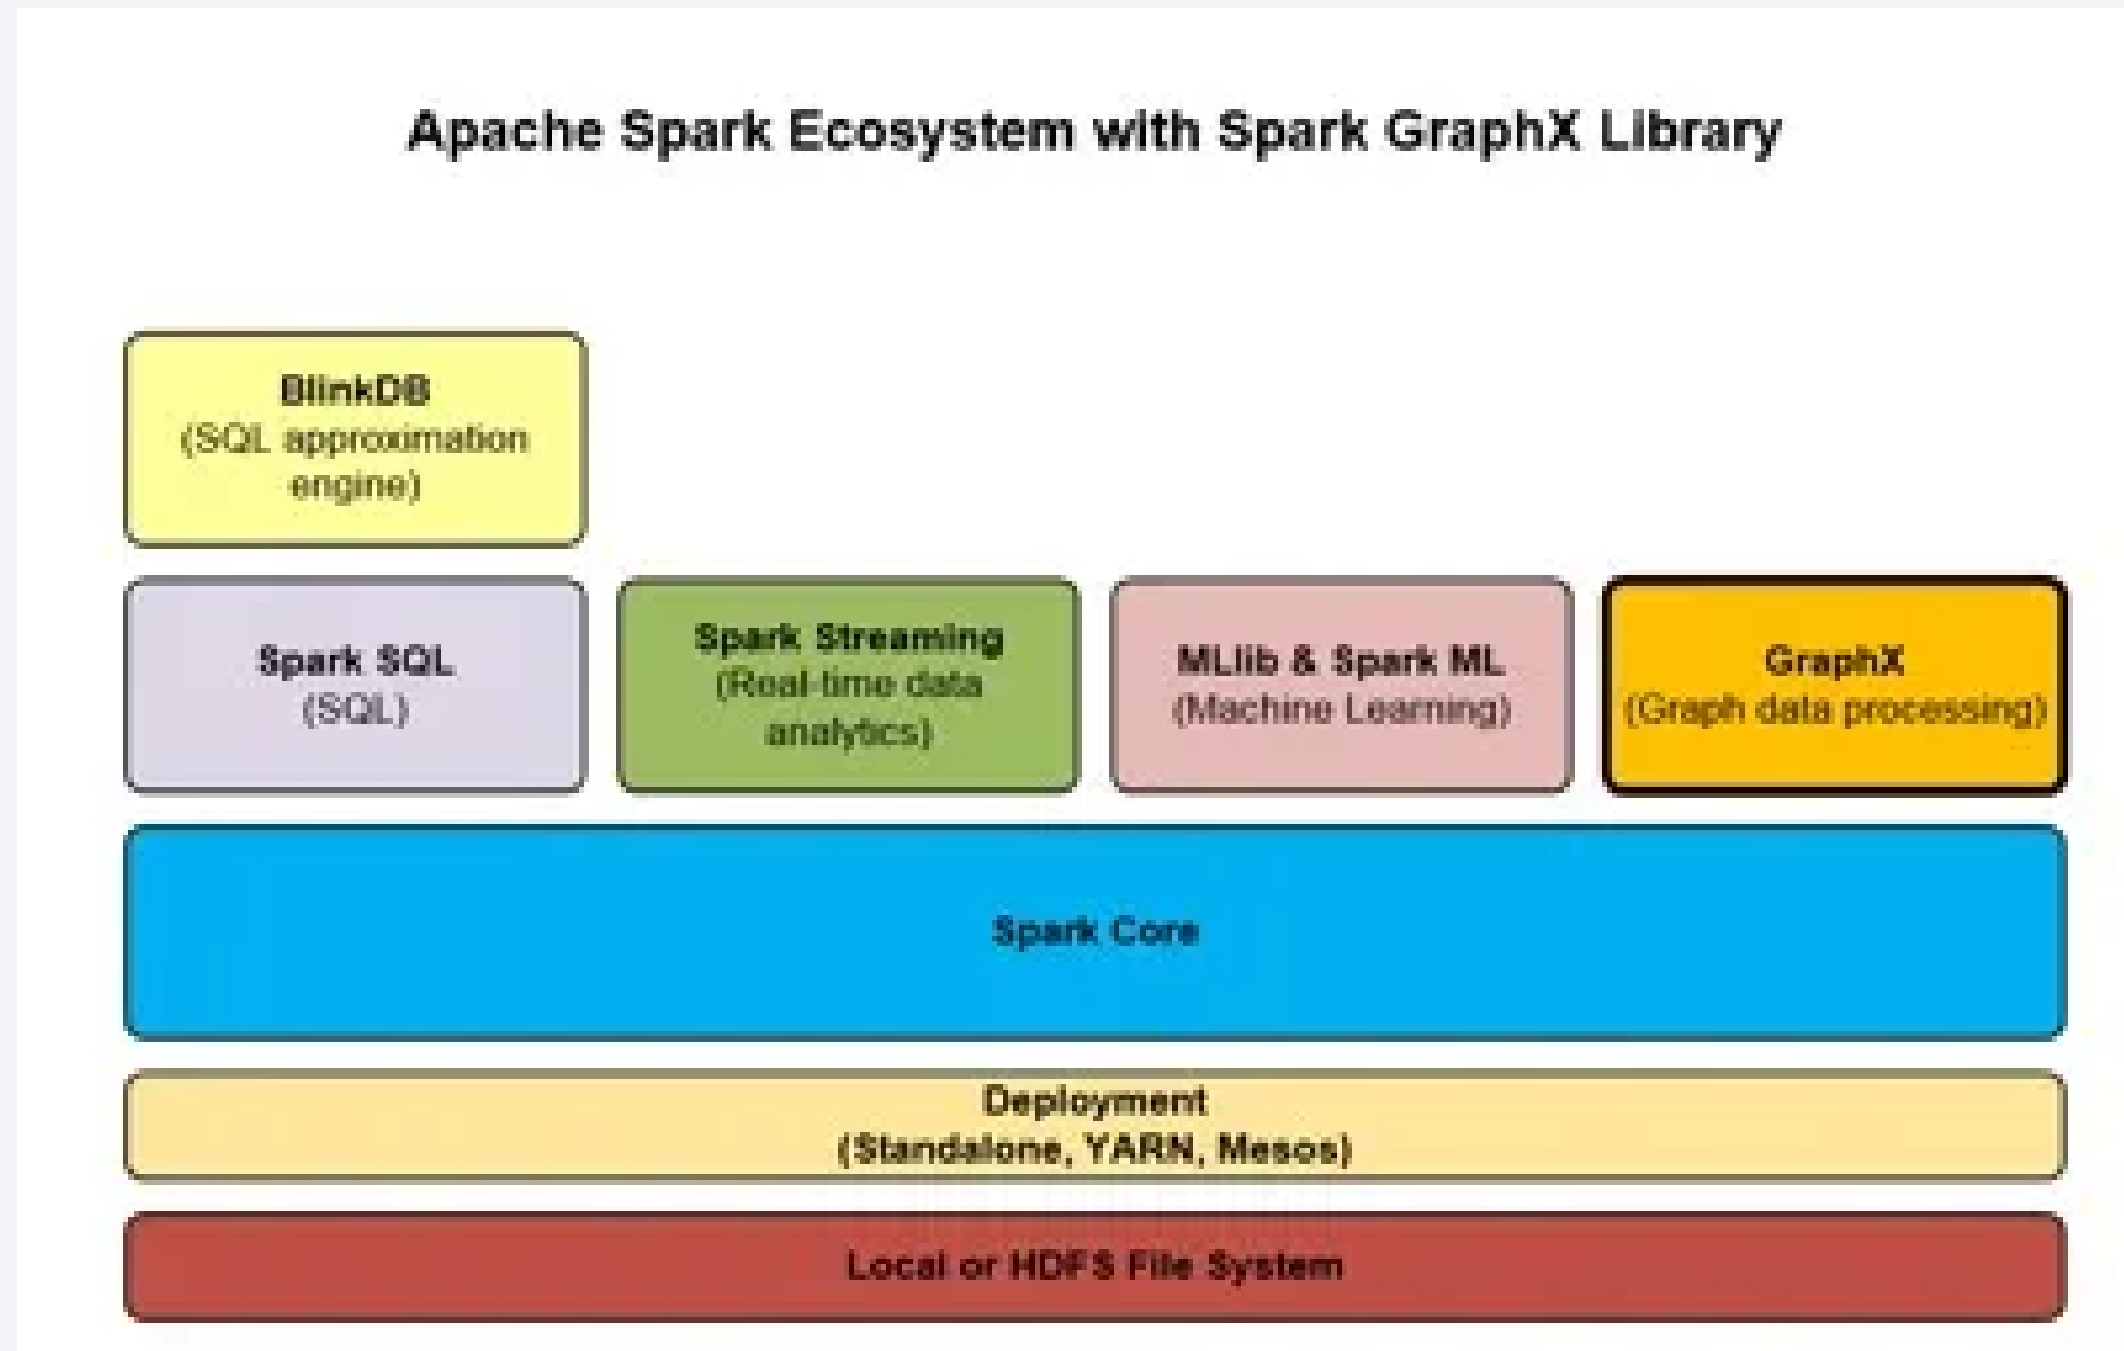 Apache Spark Ecosystem with Spark GraphX Library
BlinkDB
(SQL approximation
engine)
Spark SQL
(SQL)
Spark Streaming
(Real-time data
analytics)
MLlib & Spark ML
(Machine Learning)
GraphX
(Graph data processing)
Spark Core
Deployment
(Standalone, YARN, Mesos)
Local or HDFS File System